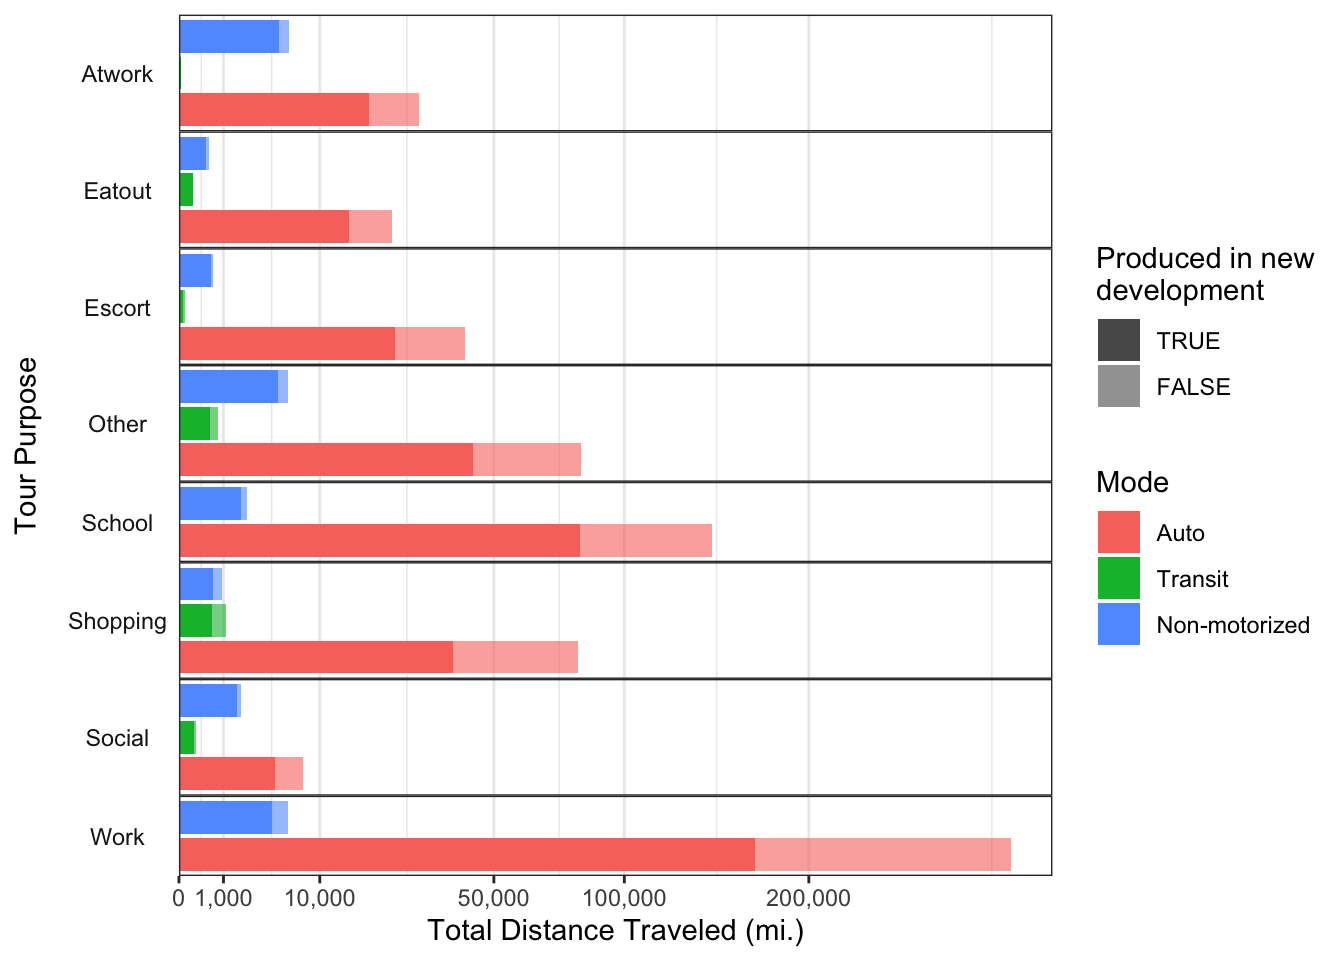 Atwork
Eatout
Escort
Other
School
Shopping
Social
Work
Tour Purpose
0 1,000 10,000 50,000 100,000 200,000
Total Distance Traveled (mi.)
Produced in new
development
TRUE
FALSE
Mode
Auto
Transit
Non-motorized